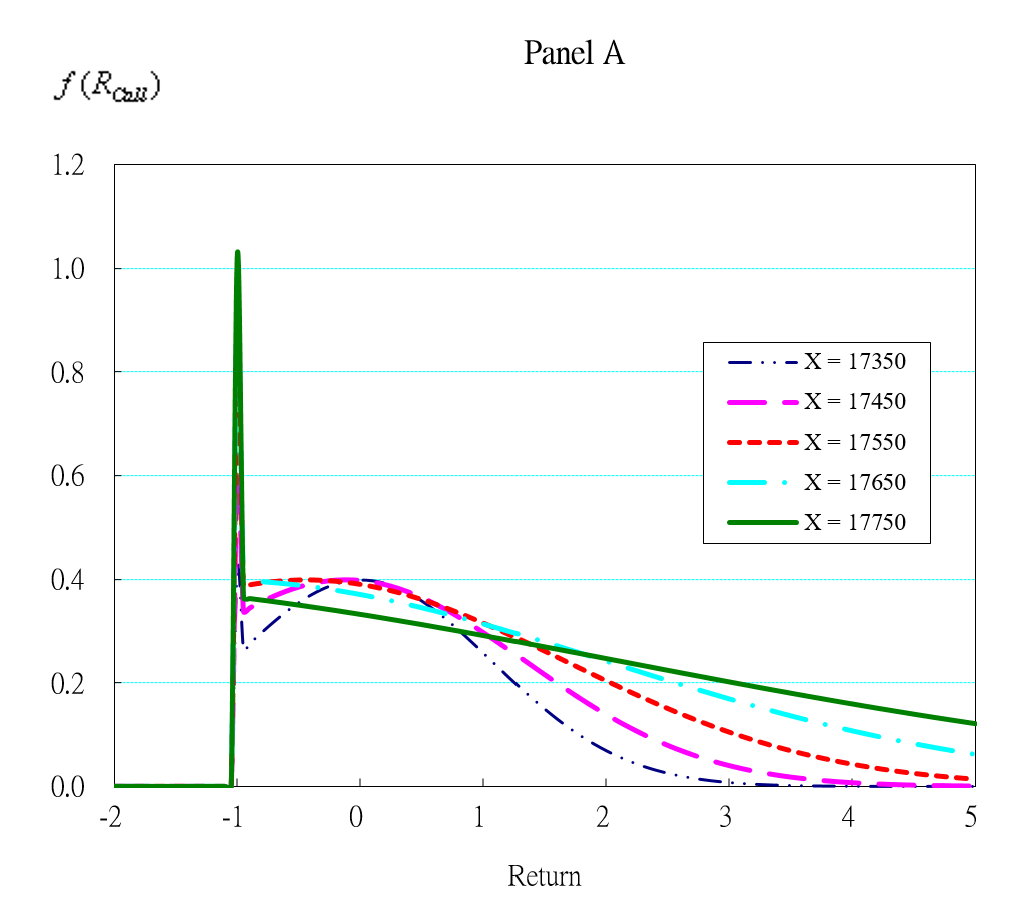 Panel A
f(R_Call)
1.2
1.0
0.8
0.6
0.4
0.2
0.0
X = 17350
X = 17450
X = 17550
X = 17650
X = 17750
-2 -1 0 1 2 3 4 5
Return